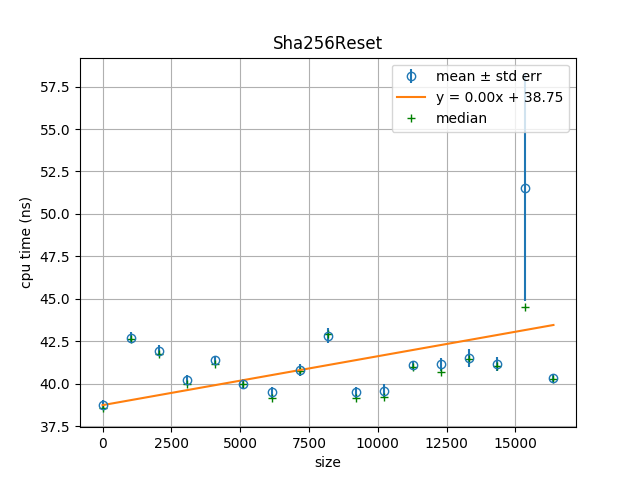 Sha256Reset
mean ± std err
y = 0.00x + 38.75
median
57.5
55.0
52.5
50.0
47.5
45.0
42.5
40.0
37.5
cpu time (ns)
0 2500 5000 7500 10000 12500 15000
size